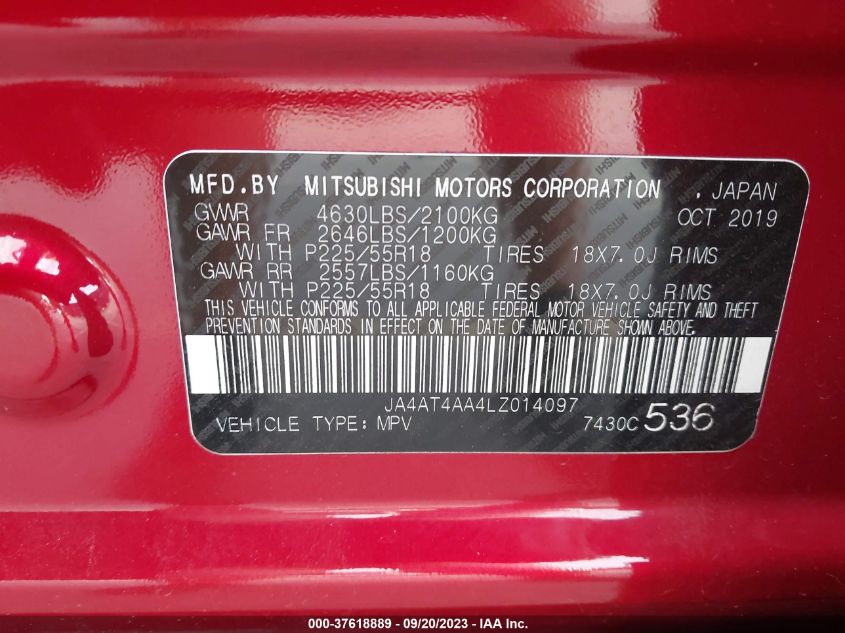 MFD.BY MITSUBISHI MOTORS CORPORATION , JAPAN
GVWR 4630LBS/2100KG OCT 2019
GAWR FR 2646LBS/1200KG
WITH P225/55R18 TIRES 18X7.0J RIMS
GAWR RR 2557LBS/1160KG
WITH P225/55R18 TIRES 18X7.0J RIMS
THIS VEHICLE CONFORMS TO ALL APPLICABLE FEDERAL MOTOR VEHICLE SAFETY AND THEFT
PREVENTION STANDARDS IN EFFECT ON THE DATE OF MANUFACTURE SHOWN ABOVE.
JA4AT4AA4LZ014097
VEHICLE TYPE: MPV 7430C 536
000-37618889 - 09/20/2023 - IAA Inc.